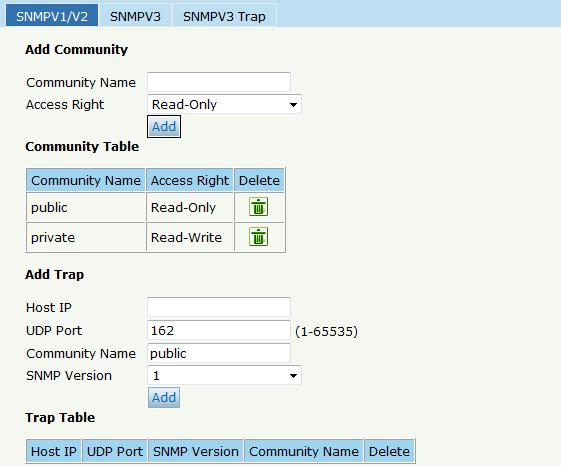 SNMPV1/V2 SNMPV3 SNMPV3 Trap
Add Community
Community Name
Access Right Read-Only
Add
Community Table
Community Name Access Right Delete
public Read-Only
private Read-Write
Add Trap
Host IP
UDP Port 162 (1-65535)
Community Name public
SNMP Version 1
Add
Trap Table
Host IP UDP Port SNMP Version Community Name Delete